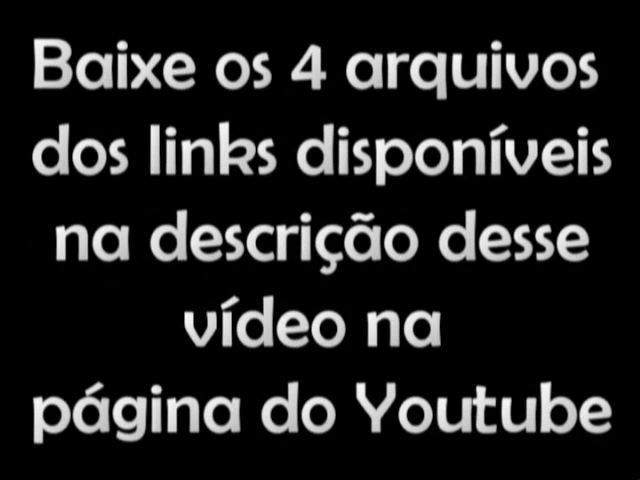 Baixe os 4 arquivos
dos links disponíveis
na descrição desse
vídeo na
página do Youtube